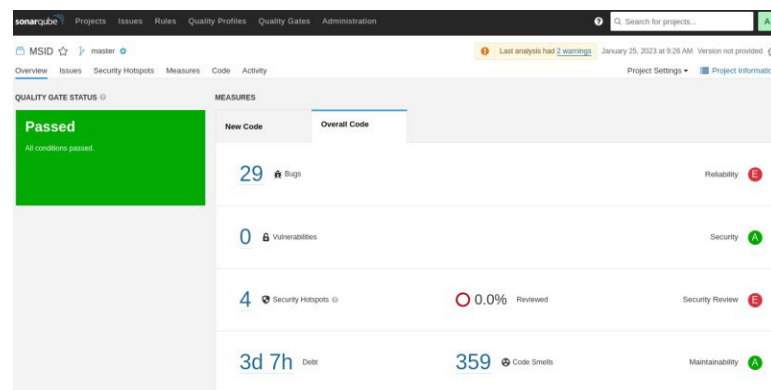 sonarqube Projects Issues Rules Quality Profiles Quality Gates Administration ? Search for projects... A
MSID master Last analysis had 2 warnings January 25, 2023 at 9:26 AM Version not provided
Overview Issues Security Hotspots Measures Code Activity Project Settings Project Informatio
QUALITY GATE STATUS ? MEASURES
Passed
All conditions passed.
New Code Overall Code
29 Bugs Reliability E
0 Vulnerabilities Security A
4 Security Hotspots ? 0.0% Reviewed Security Review E
3d 7h Debt 359 Code Smells Maintainability A